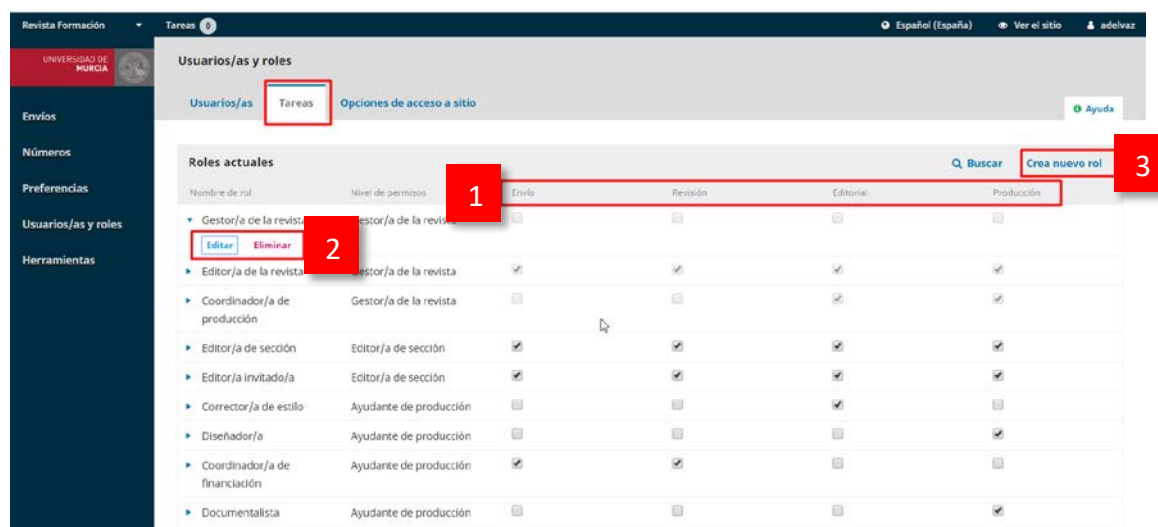 Revista Formación Tareas 0 Español (España) Ver el sitio adelvaz
UNIVERSIDAD DE
MURCIA
Usuarios/as y roles
Usuarios/as Tareas Opciones de acceso a sitio
Ayuda
Envíos
Números
Preferencias
Usuarios/as y roles
Herramientas
Roles actuales Buscar Crea nuevo rol 3
Nombre de rol Nivel de permisos 1 Envío Revisión Editorial Producción
Gestor/a de la revista Gestor/a de la revista
Editar Eliminar 2
Editor/a de la revista Gestor/a de la revista
Coordinador/a de Gestor/a de la revista
producción
Editor/a de sección Editor/a de sección
Editor/a invitado/a Editor/a de sección
Corrector/a de estilo Ayudante de producción
Diseñador/a Ayudante de producción
Coordinador/a de Ayudante de producción
financiación
Documentalista Ayudante de producción